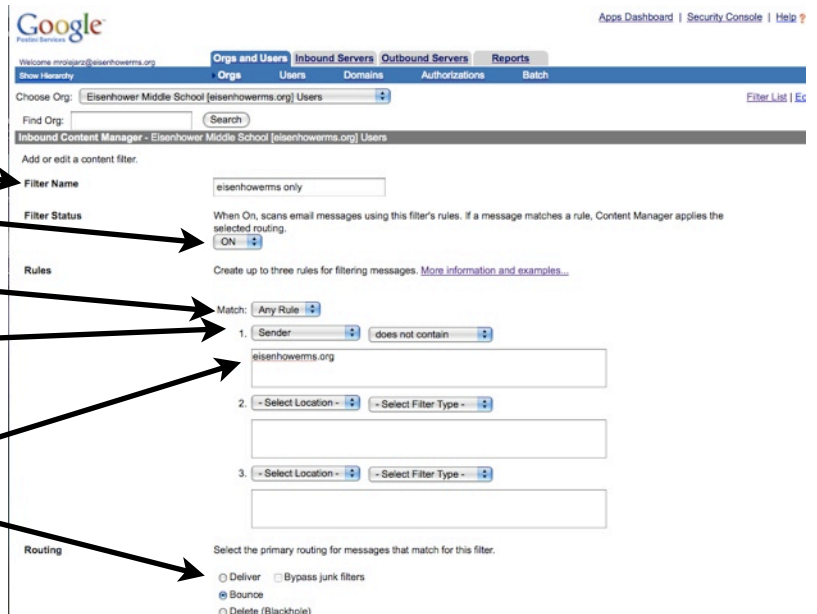 Google
Postini Services
Apps Dashboard | Security Console | Help ?
Welcome mrolejarz@eisenhowerms.org
Orgs and Users Inbound Servers Outbound Servers Reports
Show Hierarchy
Orgs Users Domains Authorizations Batch
Choose Org: Eisenhower Middle School [eisenhowerms.org] Users
Filter List | Ed
Find Org: Search
Inbound Content Manager - Eisenhower Middle School [eisenhowerms.org] Users
Add or edit a content filter.
Filter Name
eisenhowerms only
Filter Status
When On, scans email messages using this filter's rules. If a message matches a rule, Content Manager applies the
selected routing.
ON
Rules
Create up to three rules for filtering messages. More information and examples...
Match: Any Rule
1. Sender does not contain
eisenhowerms.org
2. - Select Location - - Select Filter Type -
3. - Select Location - - Select Filter Type -
Routing
Select the primary routing for messages that match for this filter.
Deliver Bypass junk filters
Bounce
Delete (Blackhole)